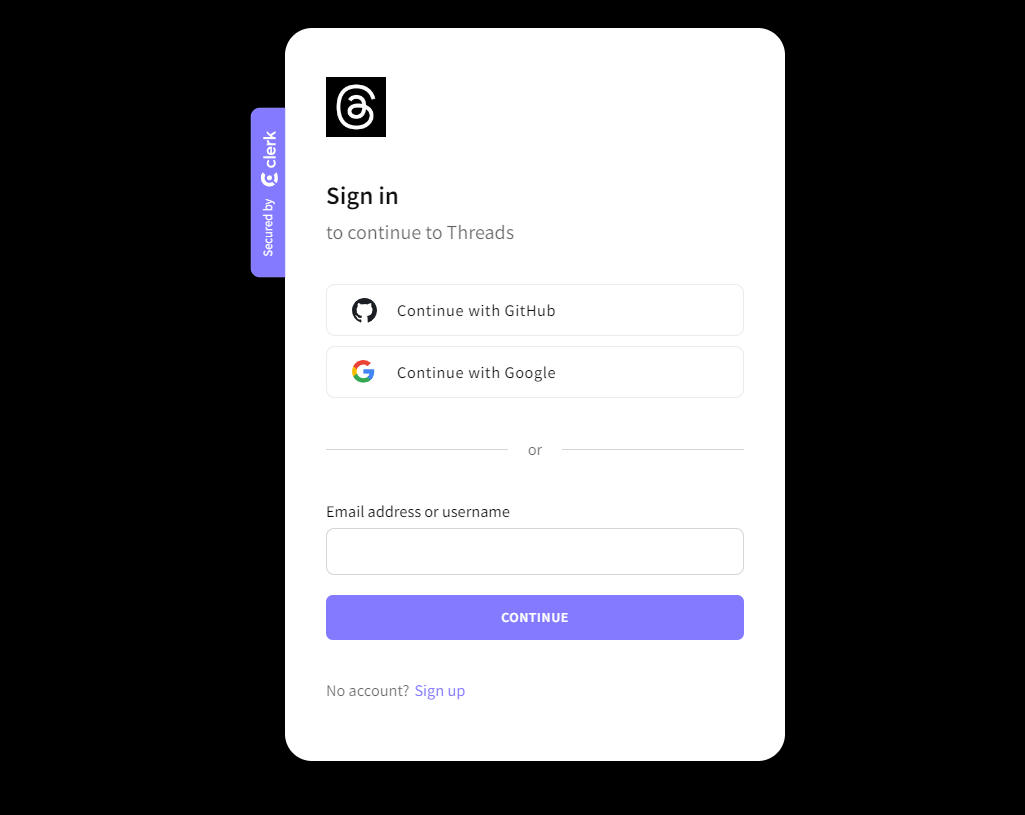 Secured by clerk
Sign in
to continue to Threads
Continue with GitHub
Continue with Google
or
Email address or username
CONTINUE
No account? Sign up